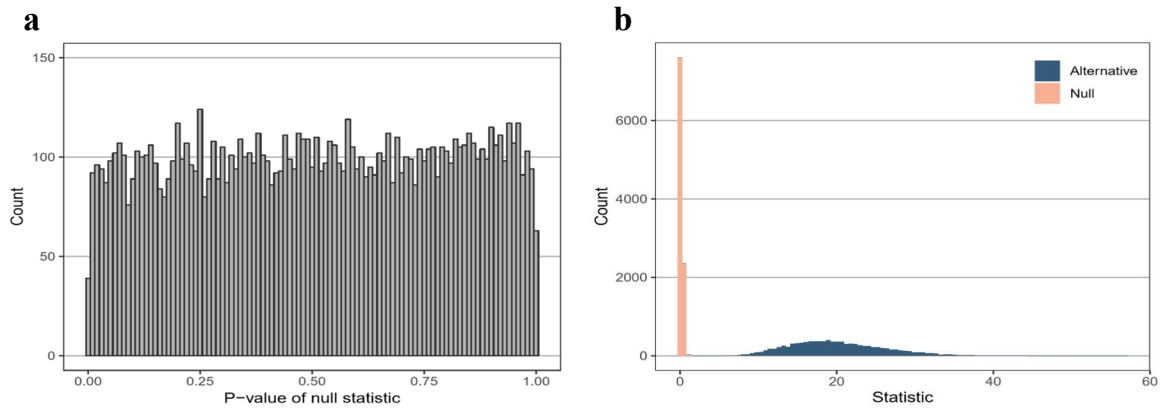 a
Count
150
100
50
0
0.00 0.25 0.50 0.75 1.00
P−value of null statistic
b
Count
6000
4000
2000
0
0 20 40 60
Statistic
Alternative
Null